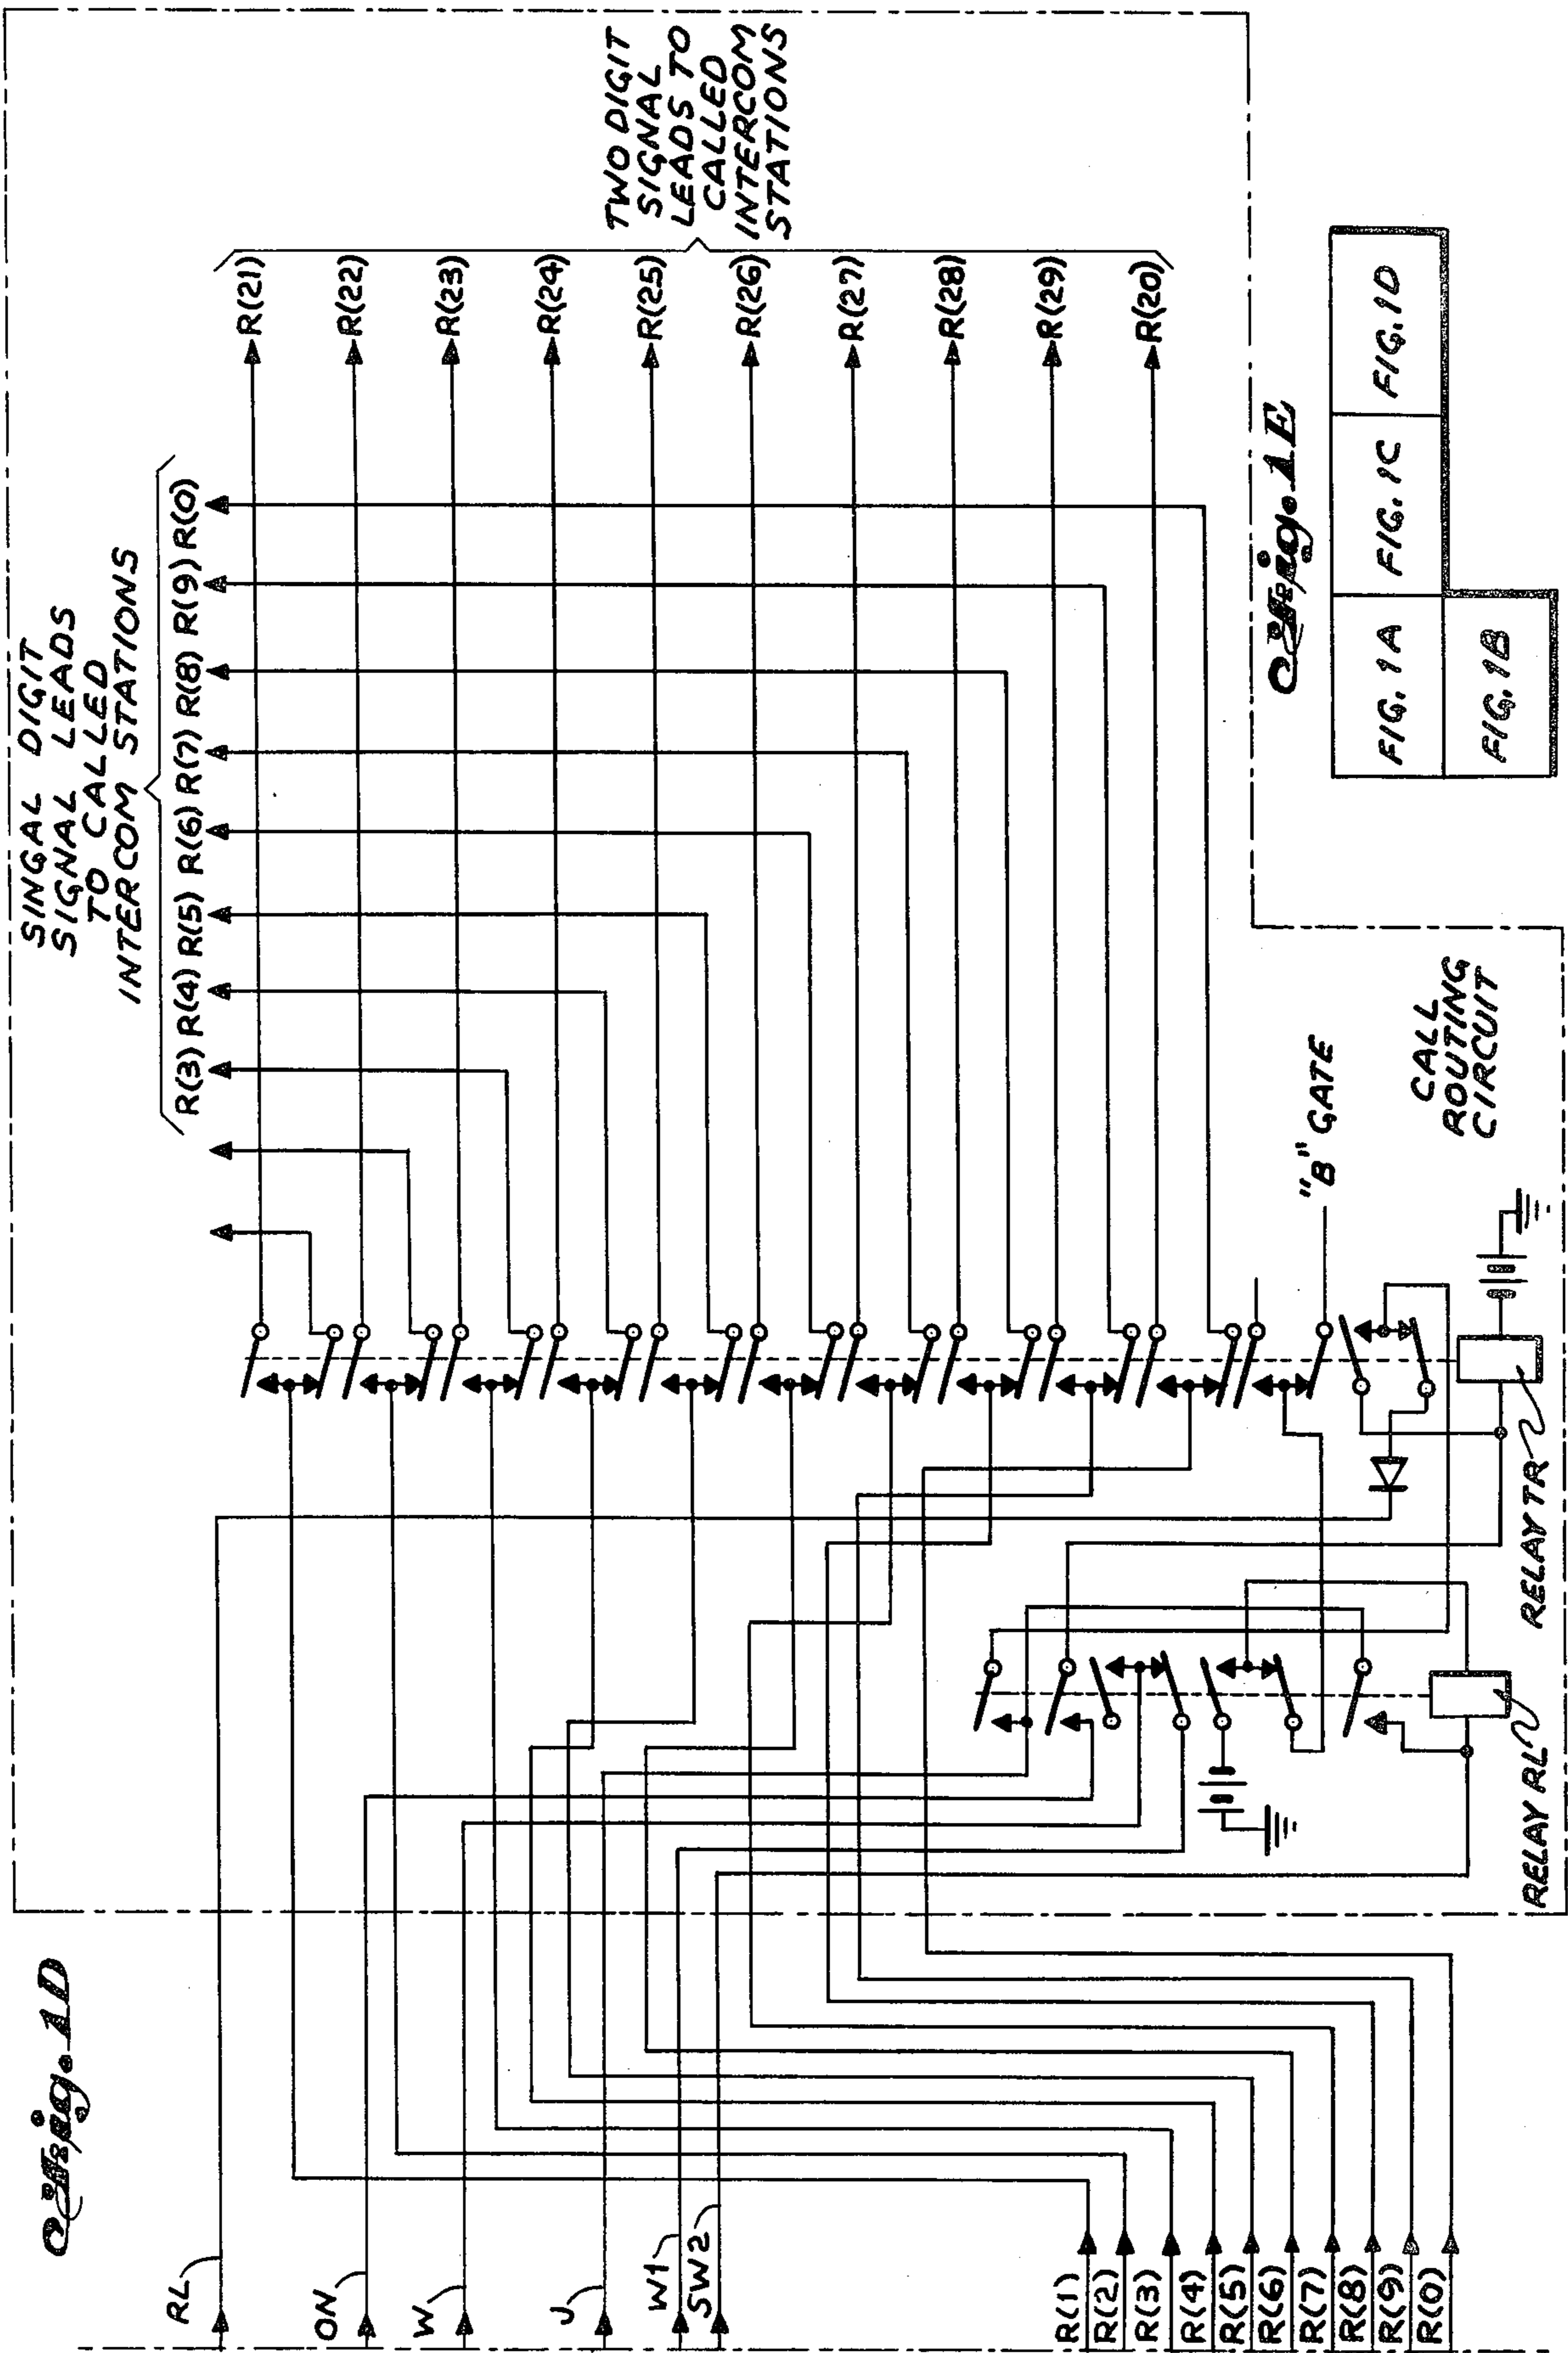 Fig. 1D
SINGAL DIGIT
SIGNAL LEADS
TO CALLED
INTERCOM STATIONS
R(3) R(4) R(5) R(6) R(7) R(8) R(9) R(0)
TWO DIGIT
SIGNAL
LEADS TO
CALLED
INTERCOM
STATIONS
R(21)
R(22)
R(23)
R(24)
R(25)
R(26)
R(27)
R(28)
R(29)
R(20)
RL
ON
W
J
W1
SW2
R(1)
R(2)
R(3)
R(4)
R(5)
R(6)
R(7)
R(8)
R(9)
R(0)
"B" GATE
CALL
ROUTING
CIRCUIT
RELAY RL
RELAY TR
Fig. 1E
FIG. 1A FIG. 1C FIG. 1D
FIG. 1B